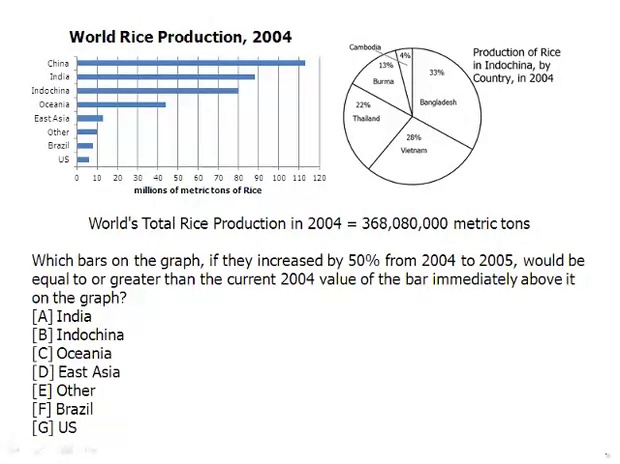 World Rice Production, 2004
China
India
Indochina
Oceania
East Asia
Other
Brazil
US
0 10 20 30 40 50 60 70 80 90 100 110 120
millions of metric tons of Rice
Cambodia
4%
13%
Burma
33%
Bangladesh
22%
Thailand
28%
Vietnam
Production of Rice
in Indochina, by
Country, in 2004
World's Total Rice Production in 2004 = 368,080,000 metric tons
Which bars on the graph, if they increased by 50% from 2004 to 2005, would be
equal to or greater than the current 2004 value of the bar immediately above it
on the graph?
[A] India
[B] Indochina
[C] Oceania
[D] East Asia
[E] Other
[F] Brazil
[G] US